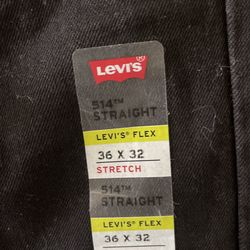 Levi's®
514™
STRAIGHT
LEVI'S® FLEX
36 X 32
STRETCH
514™
STRAIGHT
LEVI'S® FLEX
36 X 32